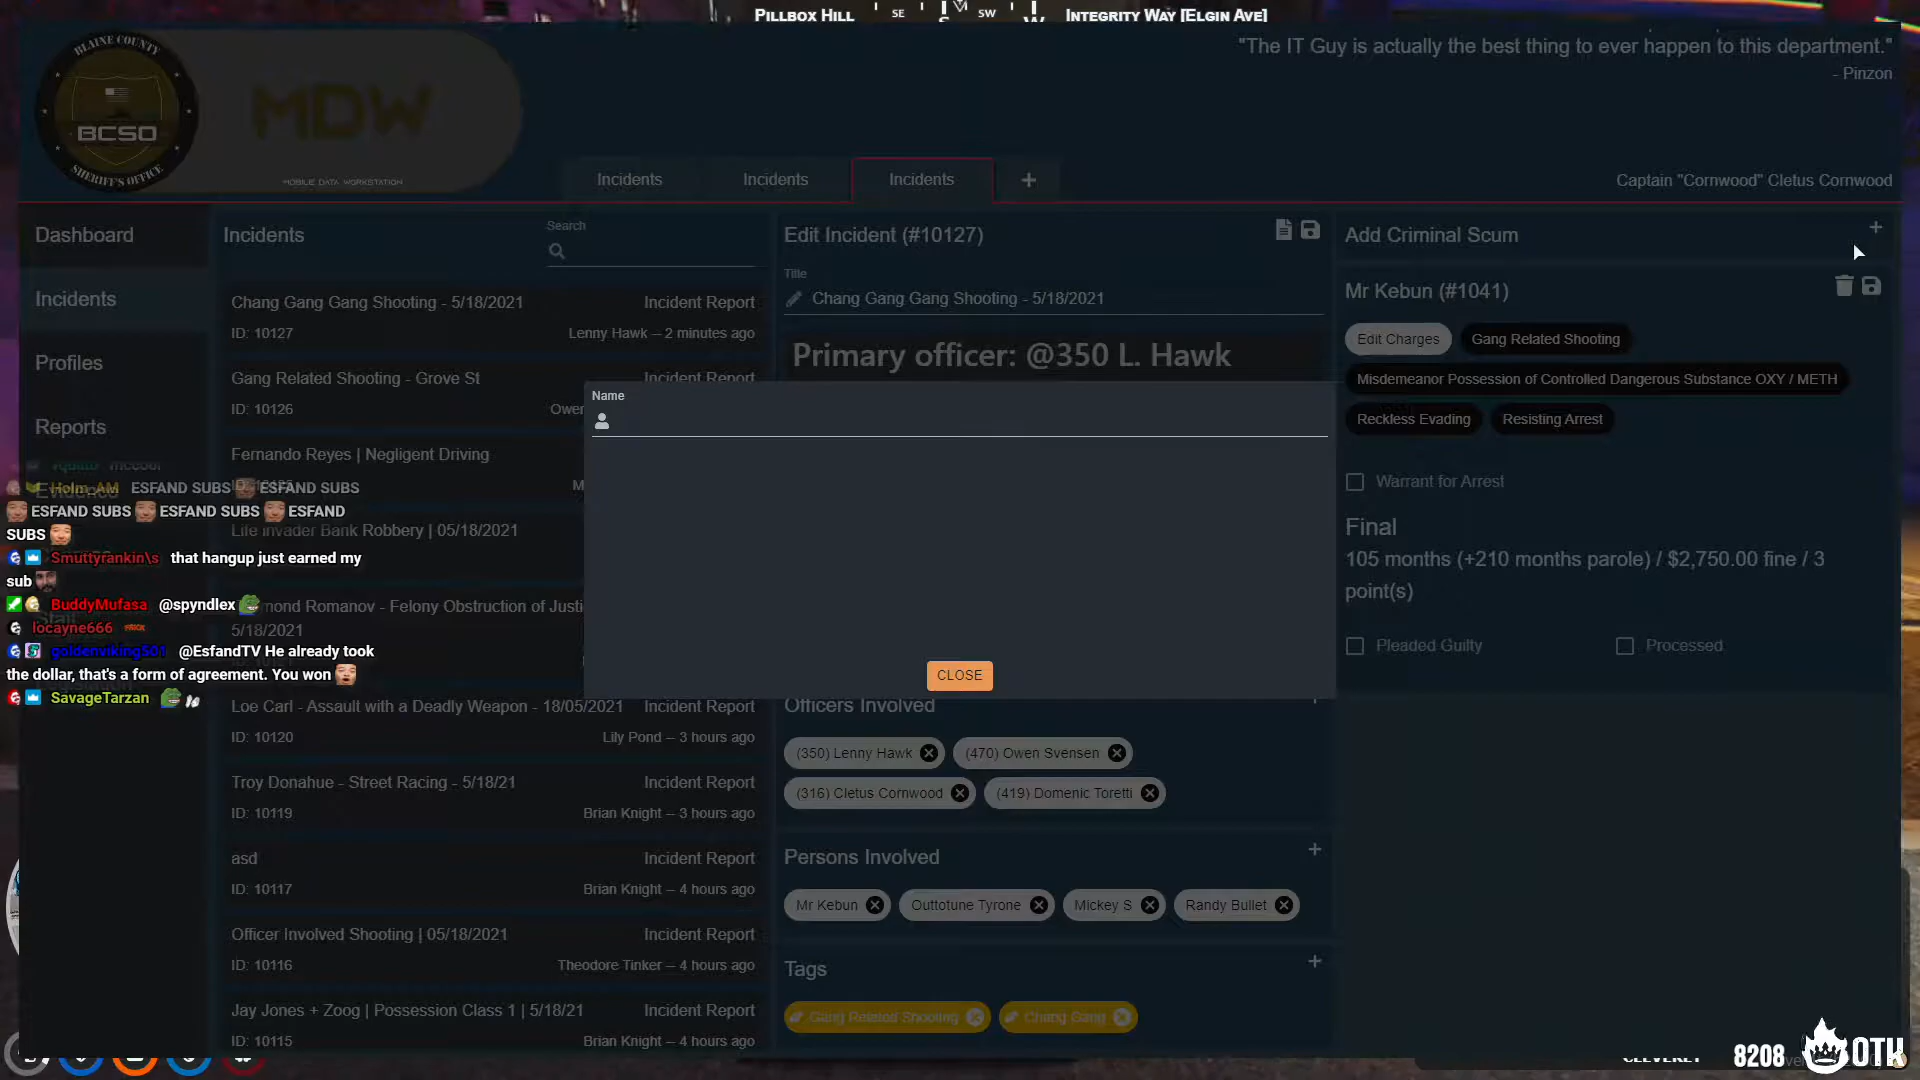 PILLBOX HILL
SE
S
SW
W
INTEGRITY WAY [ELGIN AVE]
BLAINE COUNTY
BCSO
SHERIFF'S OFFICE
MDW
MOBILE DATA WORKSTATION
"The IT Guy is actually the best thing to ever happen to this department."
- Pinzon
Incidents
Incidents
Incidents
+
Captain "Cornwood" Cletus Cornwood
Dashboard
Incidents
Profiles
Reports
Incidents
Search
Chang Gang Gang Shooting - 5/18/2021
Incident Report
ID: 10127
Lenny Hawk – 2 minutes ago
Gang Related Shooting - Grove St
Incident Report
ID: 10126
Fernando Reyes | Negligent Driving
Life invader Bank Robbery | 05/18/2021
5/18/2021
Loe Carl - Assault with a Deadly Weapon - 18/05/2021
Incident Report
ID: 10120
Lily Pond – 3 hours ago
Troy Donahue - Street Racing - 5/18/21
Incident Report
ID: 10119
Brian Knight – 3 hours ago
asd
Incident Report
ID: 10117
Brian Knight – 4 hours ago
Officer Involved Shooting | 05/18/2021
Incident Report
ID: 10116
Theodore Tinker – 4 hours ago
Jay Jones + Zoog | Possession Class 1 | 5/18/21
Incident Report
ID: 10115
Brian Knight – 4 hours ago
Holm_AM ESFAND SUBS ESFAND SUBS
ESFAND SUBS ESFAND SUBS ESFAND
SUBS
Smuttyrankin\s that hangup just earned my
sub
BuddyMufasa @spyndlex
locayne666
goldenviking501 @EsfandTV He already took
the dollar, that's a form of agreement. You won
SavageTarzan
Edit Incident (#10127)
Title
Chang Gang Gang Shooting - 5/18/2021
Primary officer: @350 L. Hawk
Name
CLOSE
Officers Involved
(350) Lenny Hawk
(470) Owen Svensen
(316) Cletus Cornwood
(419) Domenic Toretti
Persons Involved
+
Mr Kebun
Outtotune Tyrone
Mickey S
Randy Bullet
Tags
+
Gang Related Shooting
Chang Gang
Add Criminal Scum
+
Mr Kebun (#1041)
Edit Charges
Gang Related Shooting
Misdemeanor Possession of Controlled Dangerous Substance OXY / METH
Reckless Evading
Resisting Arrest
Warrant for Arrest
Final
105 months (+210 months parole) / $2,750.00 fine / 3
point(s)
Pleaded Guilty
Processed
8208
OTK